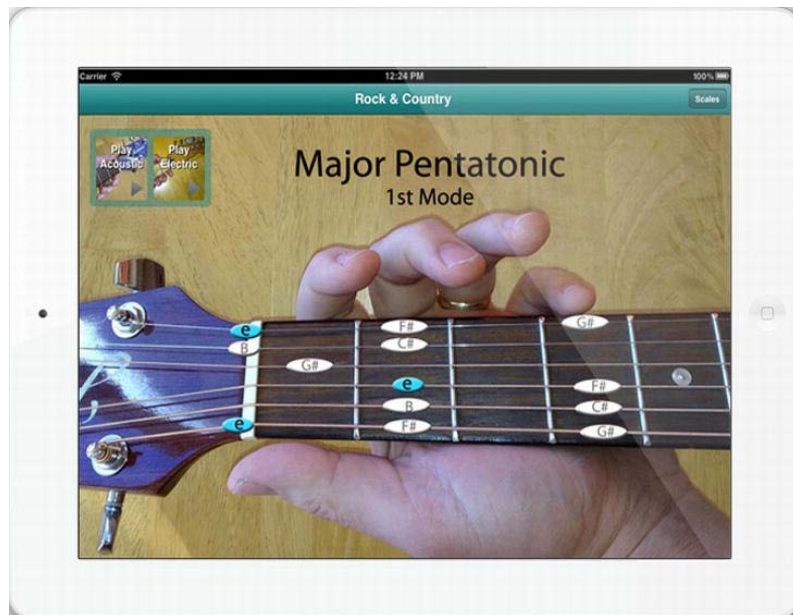 Carrier 12:24 PM 100%
Rock & Country Scales
Play Acoustic
Play Electric
Major Pentatonic
1st Mode
e F# G#
B C#
G#
e F#
B C#
e F# G#